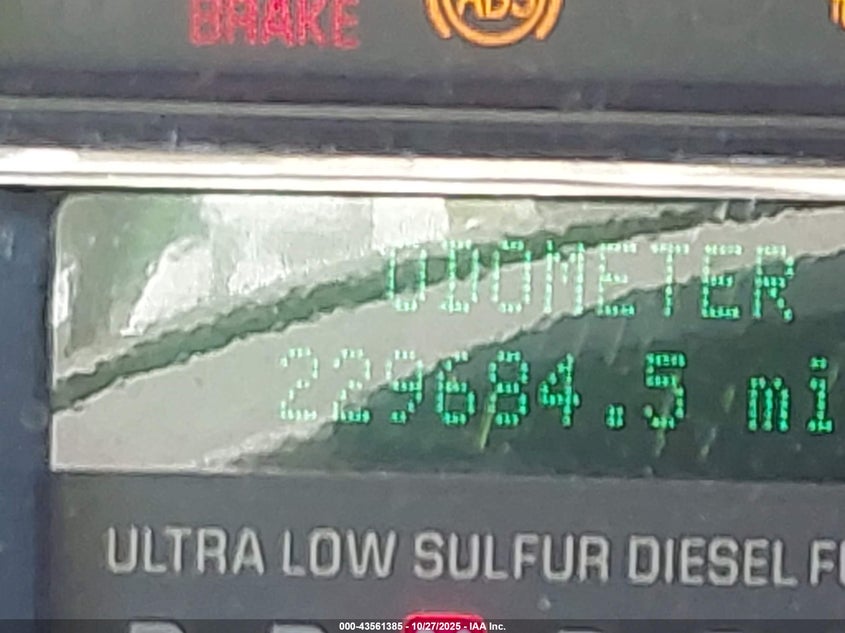 BRAKE
ABS
ODOMETER
229684.5 mi
ULTRA LOW SULFUR DIESEL
000-43561385 - 10/27/2025 - IAA Inc.